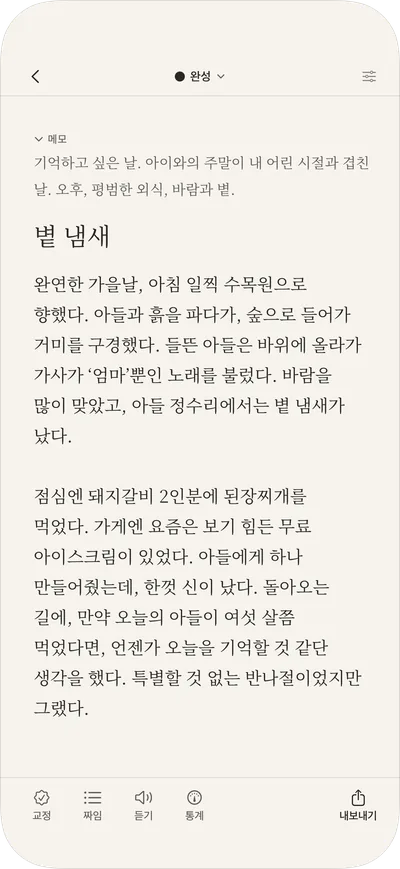 완성
메모
기억하고 싶은 날. 아이와의 주말이 내 어린 시절과 겹친
날. 오후, 평범한 외식, 바람과 볕.
볕 냄새
완연한 가을날, 아침 일찍 수목원으로
향했다. 아들과 흙을 파다가, 숲으로 들어가
거미를 구경했다. 들뜬 아들은 바위에 올라가
가사가 ‘엄마’뿐인 노래를 불렀다. 바람을
많이 맞았고, 아들 정수리에서는 볕 냄새가
났다.
점심엔 돼지갈비 2인분에 된장찌개를
먹었다. 가게엔 요즘은 보기 힘든 무료
아이스크림이 있었다. 아들에게 하나
만들어줬는데, 한껏 신이 났다. 돌아오는
길에, 만약 오늘의 아들이 여섯 살쯤
먹었다면, 언젠가 오늘을 기억할 것 같단
생각을 했다. 특별할 것 없는 반나절이었지만
그랬다.
교정 짜임 듣기 통계 내보내기